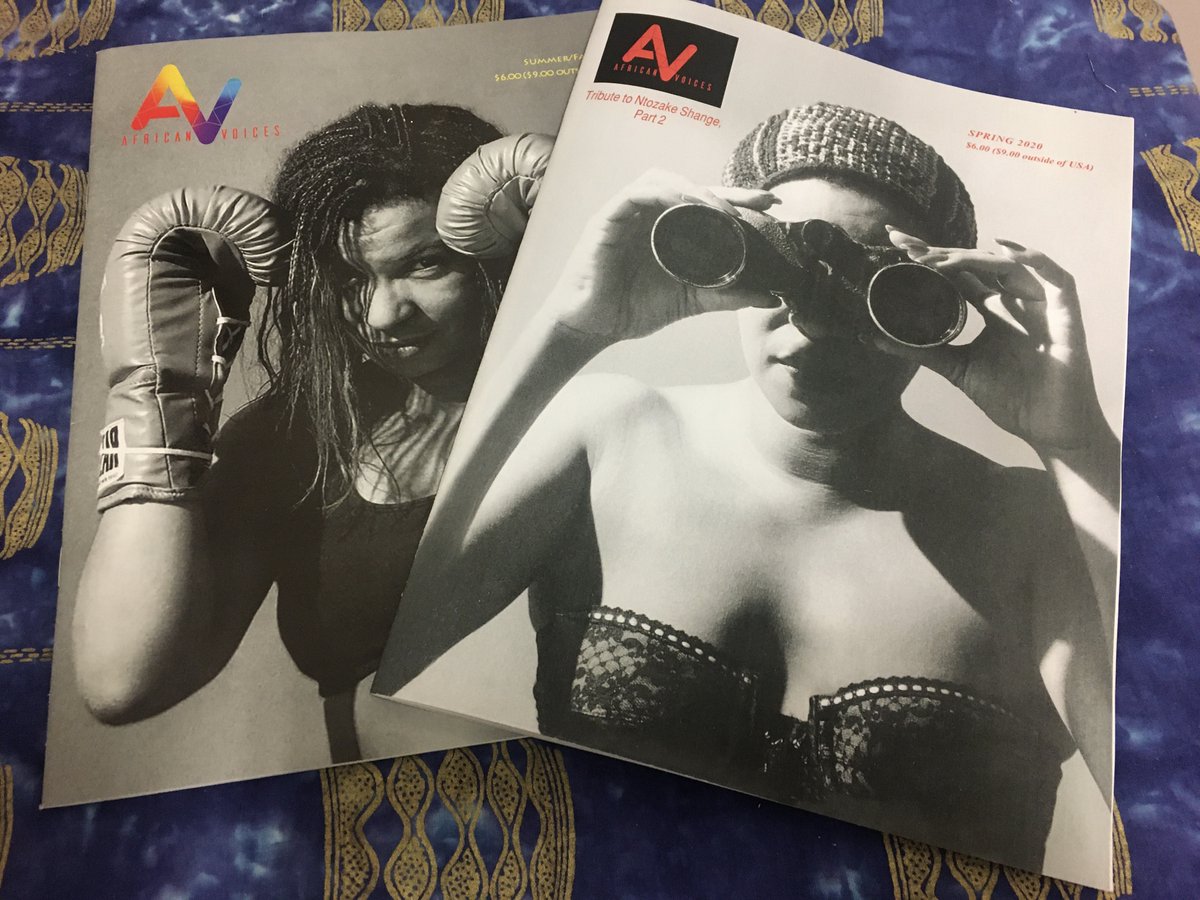 AV
AFRICAN VOICES
SUMMER/FA
$6.00 ($9.00 OUTS
AV
AFRICAN VOICES
Tribute to Ntozake Shange,
Part 2
SPRING 2020
$6.00 ($9.00 outside of USA)